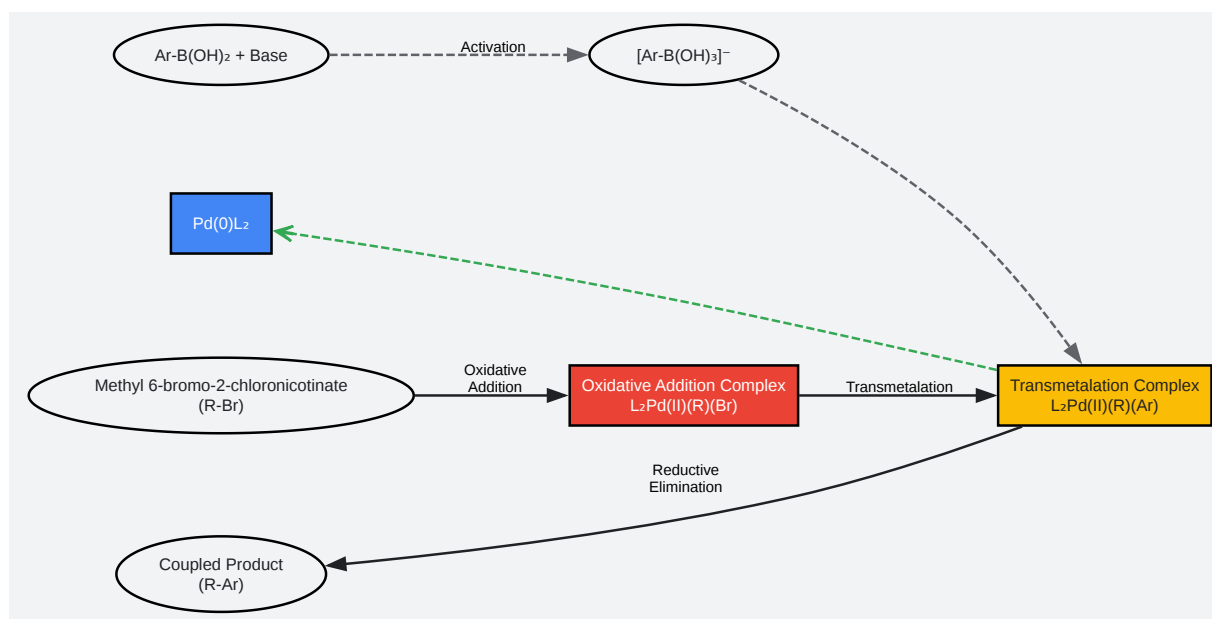 Ar-B(OH)₂ + Base
Activation
[Ar-B(OH)₃]⁻
Pd(0)L₂
Methyl 6-bromo-2-chloronicotinate
(R-Br)
Oxidative
Addition
Oxidative Addition Complex
L₂Pd(II)(R)(Br)
Transmetalation
Transmetalation Complex
L₂Pd(II)(R)(Ar)
Reductive
Elimination
Coupled Product
(R-Ar)